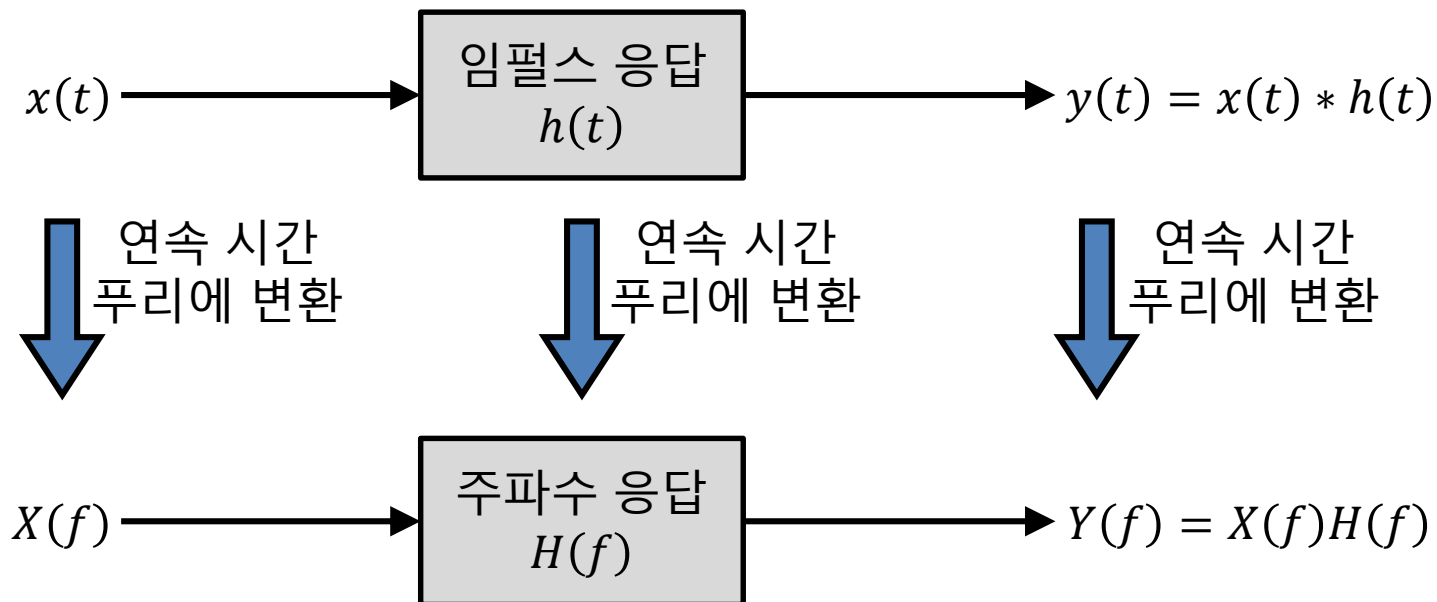 x(t)
임펄스 응답
h(t)
y(t) = x(t) * h(t)
연속 시간
푸리에 변환
연속 시간
푸리에 변환
연속 시간
푸리에 변환
X(f)
주파수 응답
H(f)
Y(f) = X(f)H(f)